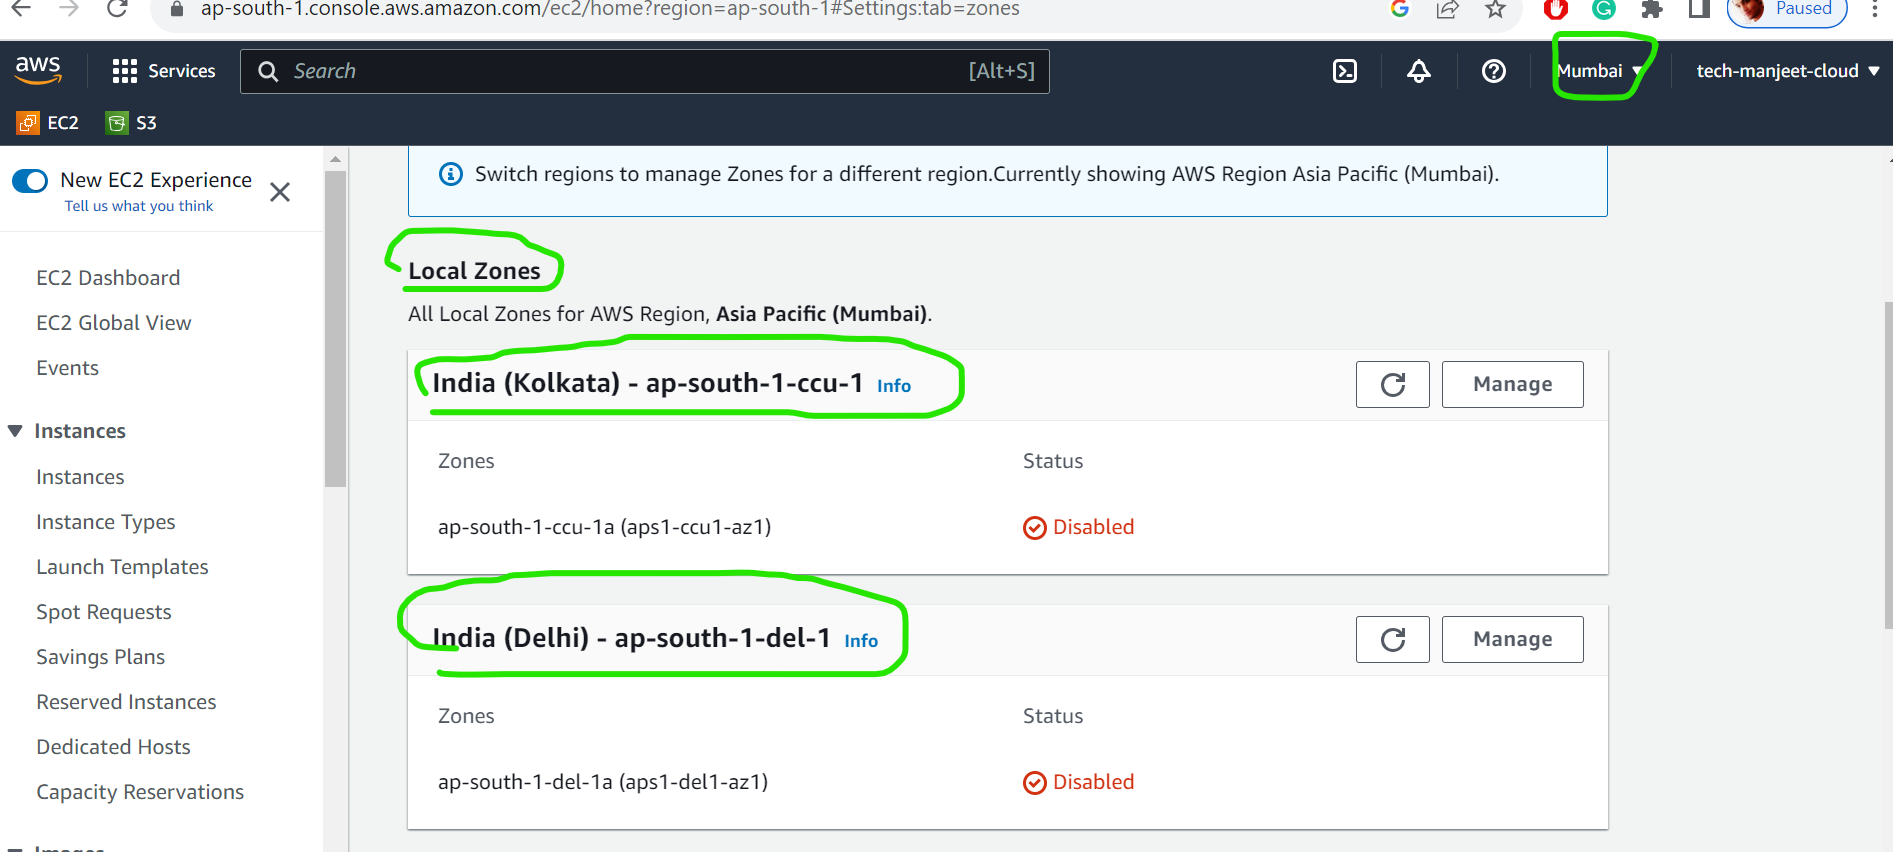 ap-south-1.console.aws.amazon.com/ec2/home?region=ap-south-1#Settings:tab=zones
Paused
aws
Services
Search
[Alt+S]
Mumbai
tech-manjeet-cloud
EC2
S3
New EC2 Experience
Tell us what you think
EC2 Dashboard
EC2 Global View
Events
Instances
Instances
Instance Types
Launch Templates
Spot Requests
Savings Plans
Reserved Instances
Dedicated Hosts
Capacity Reservations
Images
Switch regions to manage Zones for a different region.Currently showing AWS Region Asia Pacific (Mumbai).
Local Zones
All Local Zones for AWS Region, Asia Pacific (Mumbai).
India (Kolkata) - ap-south-1-ccu-1 Info
Manage
Zones
Status
ap-south-1-ccu-1a (aps1-ccu1-az1)
Disabled
India (Delhi) - ap-south-1-del-1 Info
Manage
Zones
Status
ap-south-1-del-1a (aps1-del1-az1)
Disabled